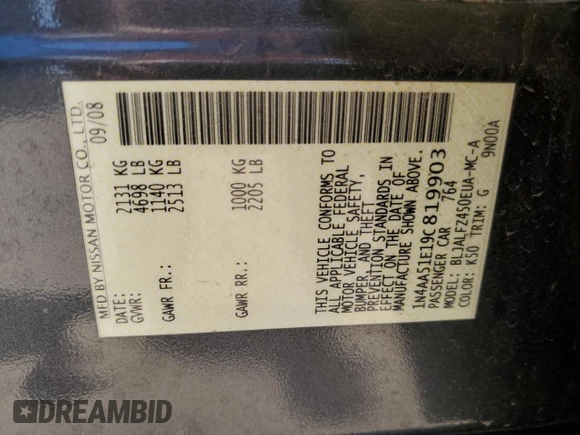 MFD BY NISSAN MOTOR CO., LTD.
DATE: 09/08
GVWR: 2131 KG
4698 LB
GAWR FR.: 1140 KG
2513 LB
GAWR RR.: 1000 KG
2205 LB
THIS VEHICLE CONFORMS TO
ALL APPLICABLE FEDERAL
MOTOR VEHICLE SAFETY,
BUMPER, AND THEFT
PREVENTION STANDARDS IN
EFFECT ON THE DATE OF
MANUFACTURE SHOWN ABOVE.
1N4AA51E19C819903
PASSENGER CAR 764
MODEL: BLJALFZ450EUA-MC-A
COLOR: K50 TRIM: G 9N00A
DREAMBID